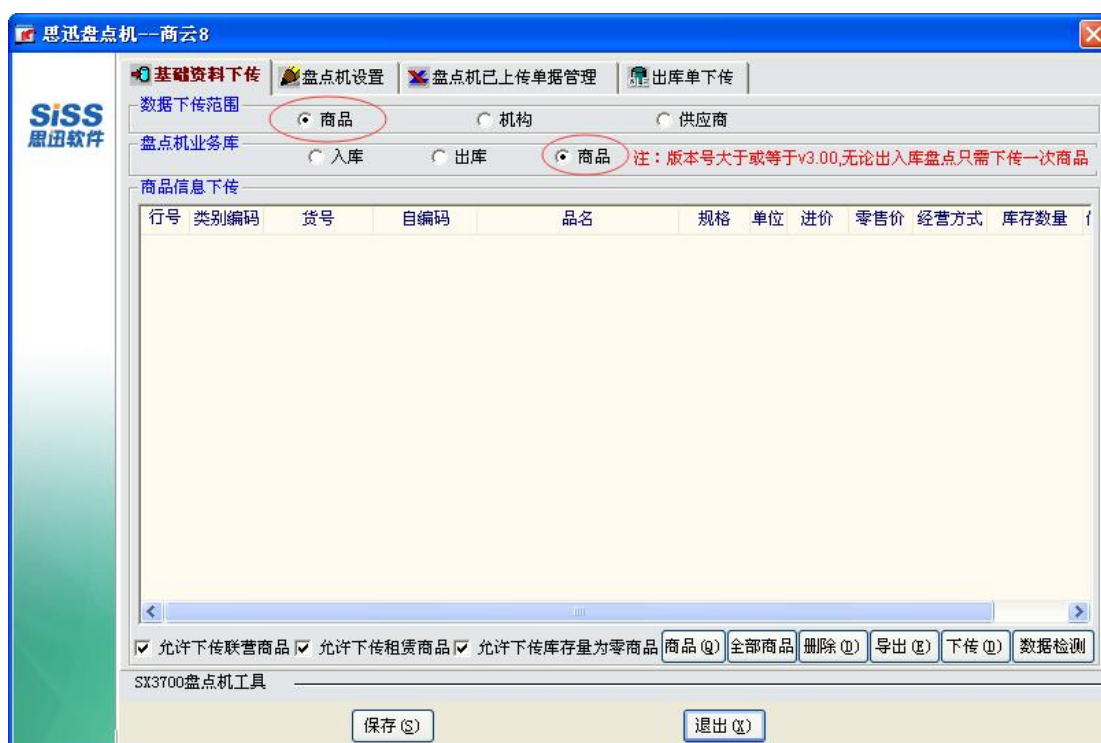 思迅盘点机--商云8
SiSS
思迅软件
基础资料下传 盘点机设置 盘点机已上传单据管理 出库单下传
数据下传范围
商品 机构 供应商
盘点机业务库
入库 出库 商品 注：版本号大于或等于v3.00,无论出入库盘点只需下传一次商品
商品信息下传
行号 类别编码 货号 自编码 品名 规格 单位 进价 零售价 经营方式 库存数量
允许下传联营商品 允许下传租赁商品 允许下传库存量为零商品 商品(Q) 全部商品 删除(D) 导出(E) 下传(D) 数据检测
SX3700盘点机工具
保存(S) 退出(X)